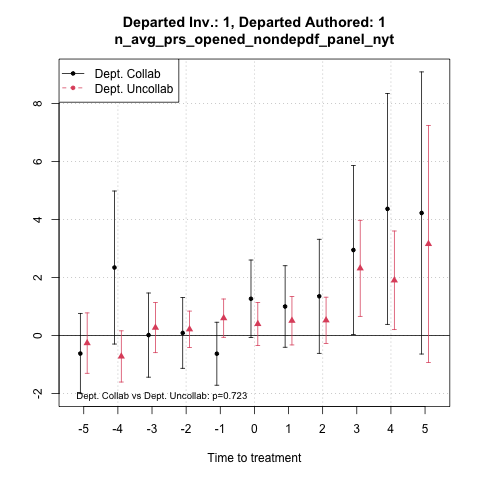 Departed Inv.: 1, Departed Authored: 1
n_avg_prs_opened_nondepdf_panel_nyt
Dept. Collab
Dept. Uncollab
8
6
4
2
0
-2
Dept. Collab vs Dept. Uncollab: p=0.723
-5 -4 -3 -2 -1 0 1 2 3 4 5
Time to treatment